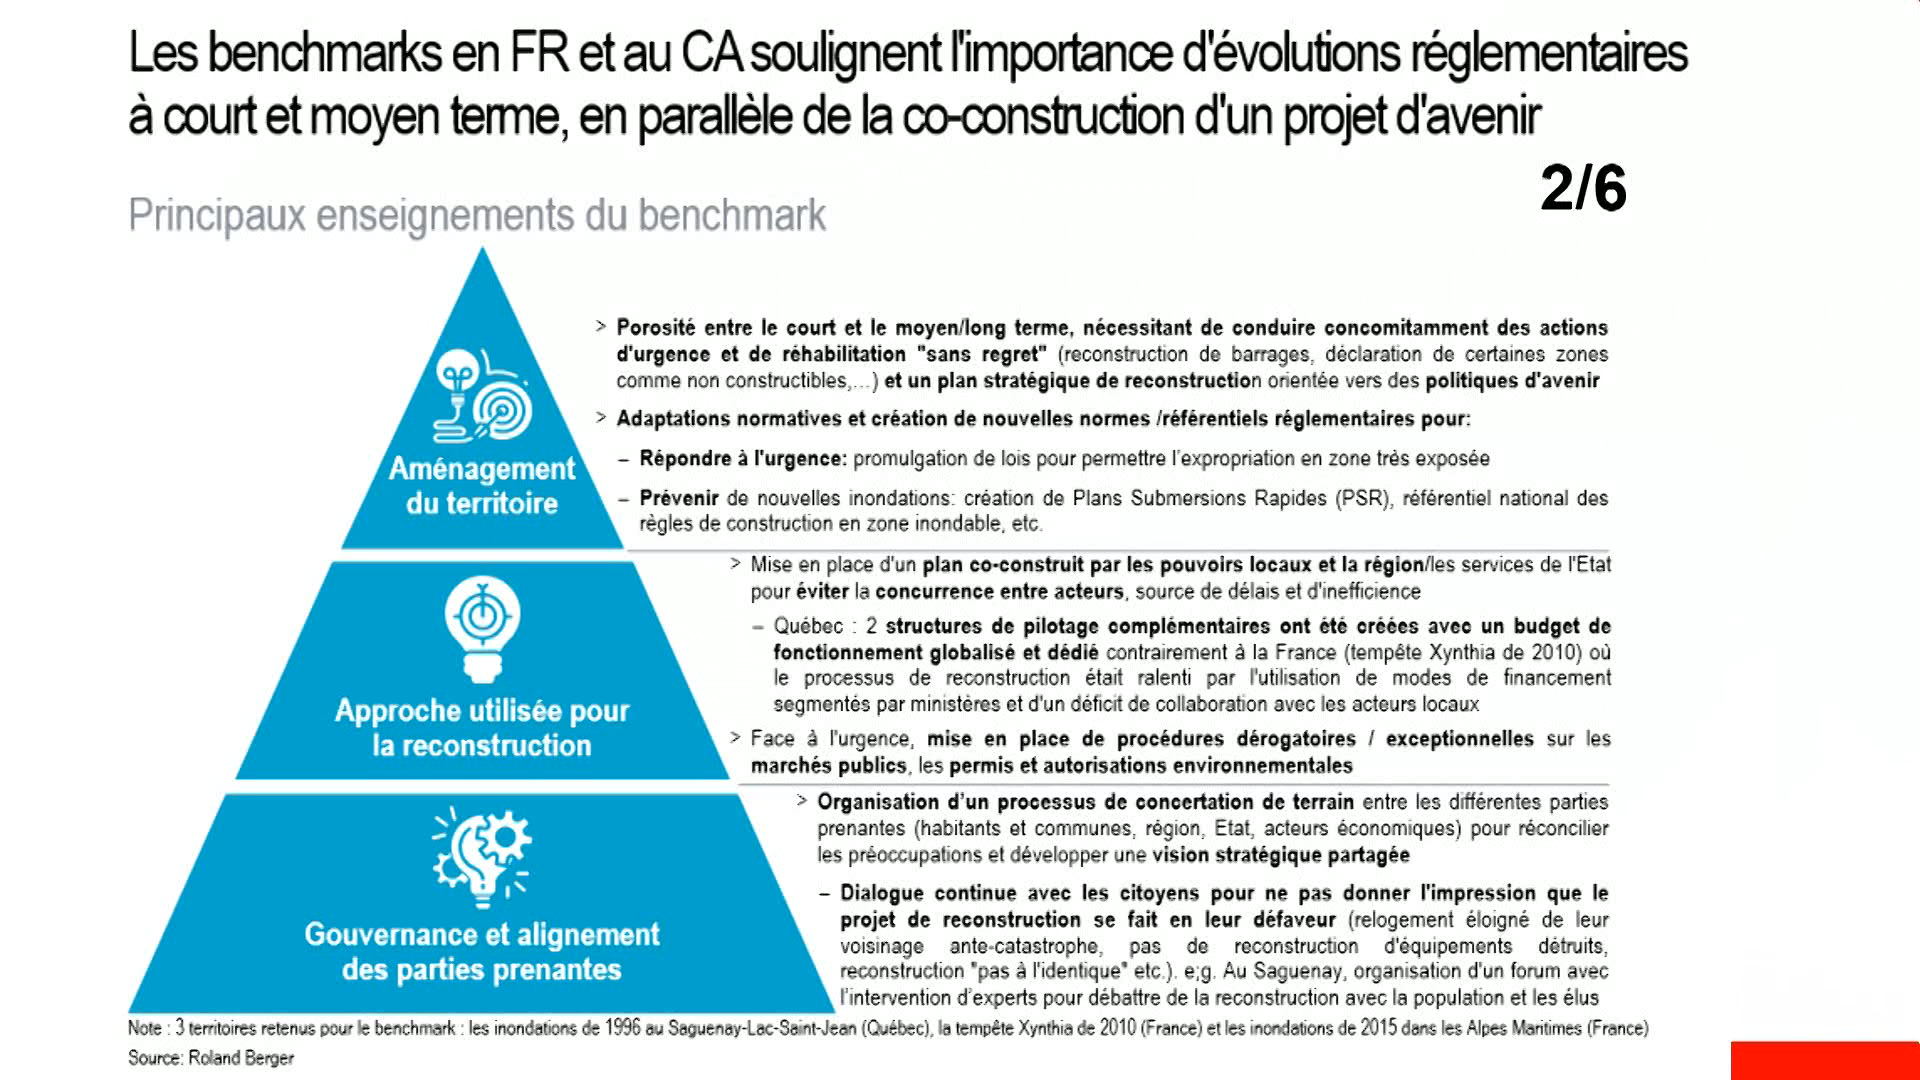 Les benchmarks en FR et au CA soulignent l'importance d'évolutions réglementaires
à court et moyen terme, en parallèle de la co-construction d'un projet d'avenir
2/6
Principaux enseignements du benchmark
Aménagement
du territoire
> Porosité entre le court et le moyen/long terme, nécessitant de conduire concomitamment des actions
d'urgence et de réhabilitation "sans regret" (reconstruction de barrages, déclaration de certaines zones
comme non constructibles,...) et un plan stratégique de reconstruction orientée vers des politiques d'avenir
> Adaptations normatives et création de nouvelles normes /référentiels réglementaires pour:
– Répondre à l'urgence: promulgation de lois pour permettre l'expropriation en zone très exposée
– Prévenir de nouvelles inondations: création de Plans Submersions Rapides (PSR), référentiel national des
règles de construction en zone inondable, etc.
Approche utilisée pour
la reconstruction
> Mise en place d'un plan co-construit par les pouvoirs locaux et la région/les services de l'Etat
pour éviter la concurrence entre acteurs, source de délais et d'inefficience
– Québec : 2 structures de pilotage complémentaires ont été créées avec un budget de
fonctionnement globalisé et dédié contrairement à la France (tempête Xynthia de 2010) où
le processus de reconstruction était ralenti par l'utilisation de modes de financement
segmentés par ministères et d'un déficit de collaboration avec les acteurs locaux
> Face à l'urgence, mise en place de procédures dérogatoires / exceptionnelles sur les
marchés publics, les permis et autorisations environnementales
Gouvernance et alignement
des parties prenantes
> Organisation d'un processus de concertation de terrain entre les différentes parties
prenantes (habitants et communes, région, Etat, acteurs économiques) pour réconcilier
les préoccupations et développer une vision stratégique partagée
– Dialogue continue avec les citoyens pour ne pas donner l'impression que le
projet de reconstruction se fait en leur défaveur (relogement éloigné de leur
voisinage ante-catastrophe, pas de reconstruction d'équipements détruits,
reconstruction "pas à l'identique" etc.). e;g. Au Saguenay, organisation d'un forum avec
l'intervention d'experts pour débattre de la reconstruction avec la population et les élus
Note : 3 territoires retenus pour le benchmark : les inondations de 1996 au Saguenay-Lac-Saint-Jean (Québec), la tempête Xynthia de 2010 (France) et les inondations de 2015 dans les Alpes Maritimes (France)
Source: Roland Berger